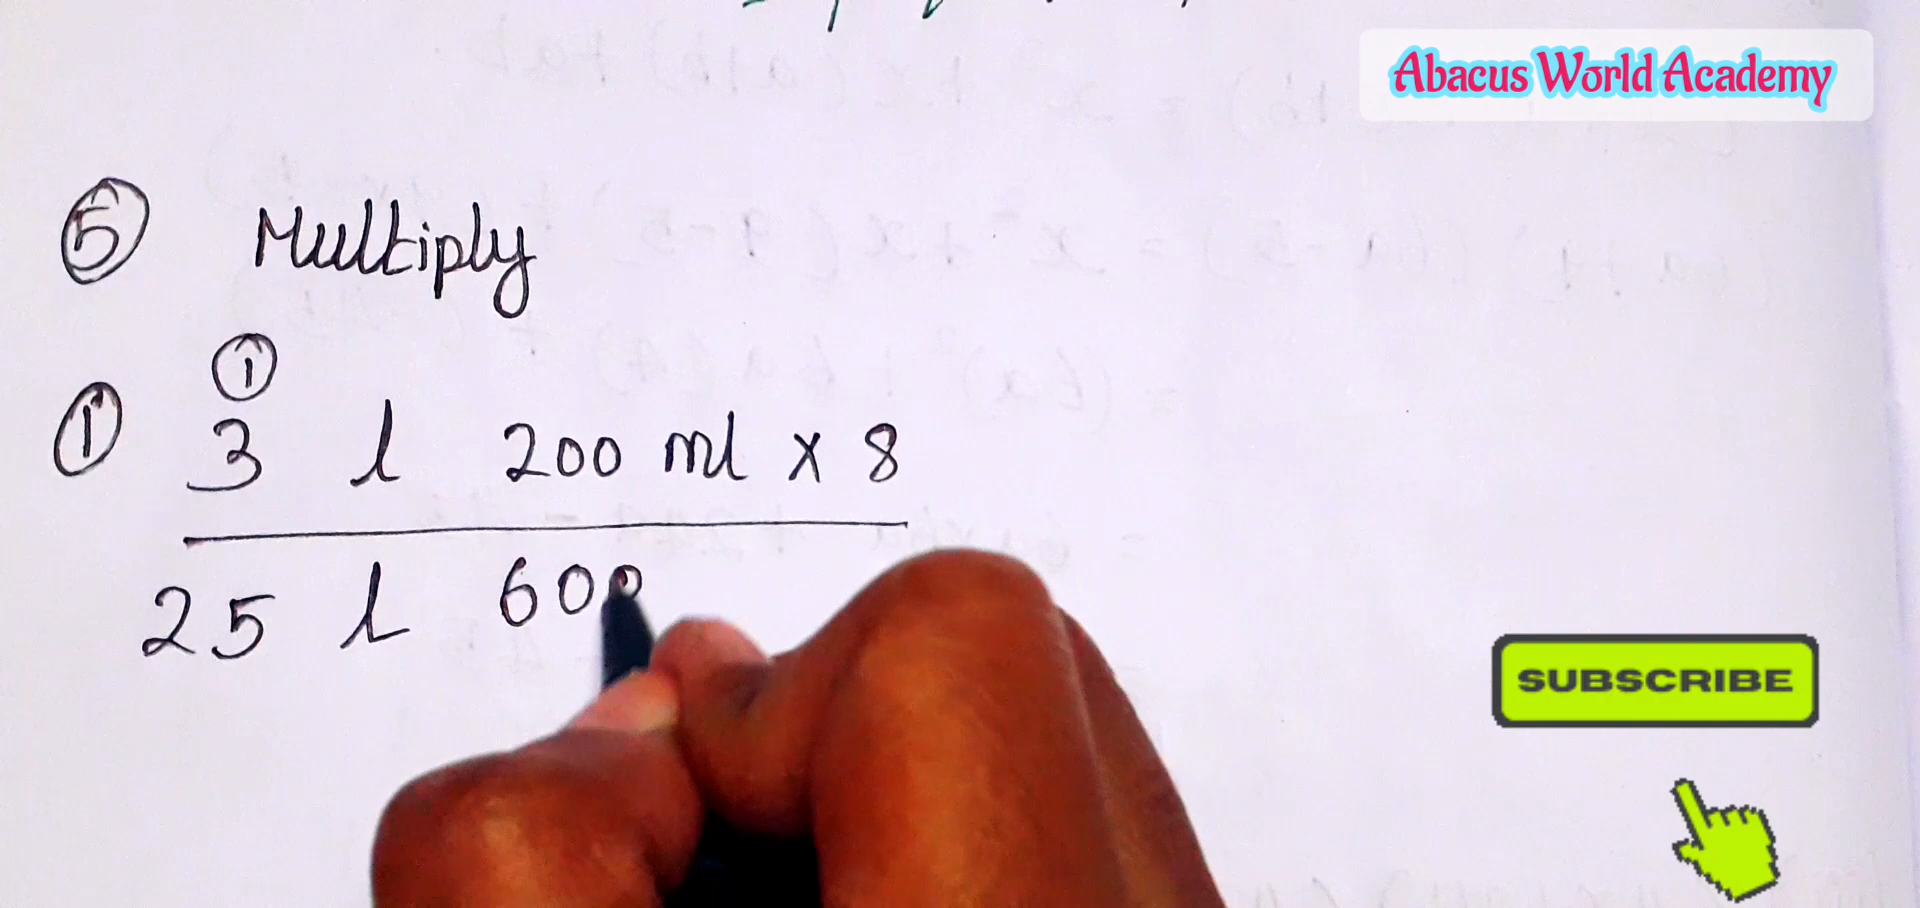 Abacus World Academy
⑤ Multiply
①
① 3 l 200 ml x 8
25 l 600
SUBSCRIBE